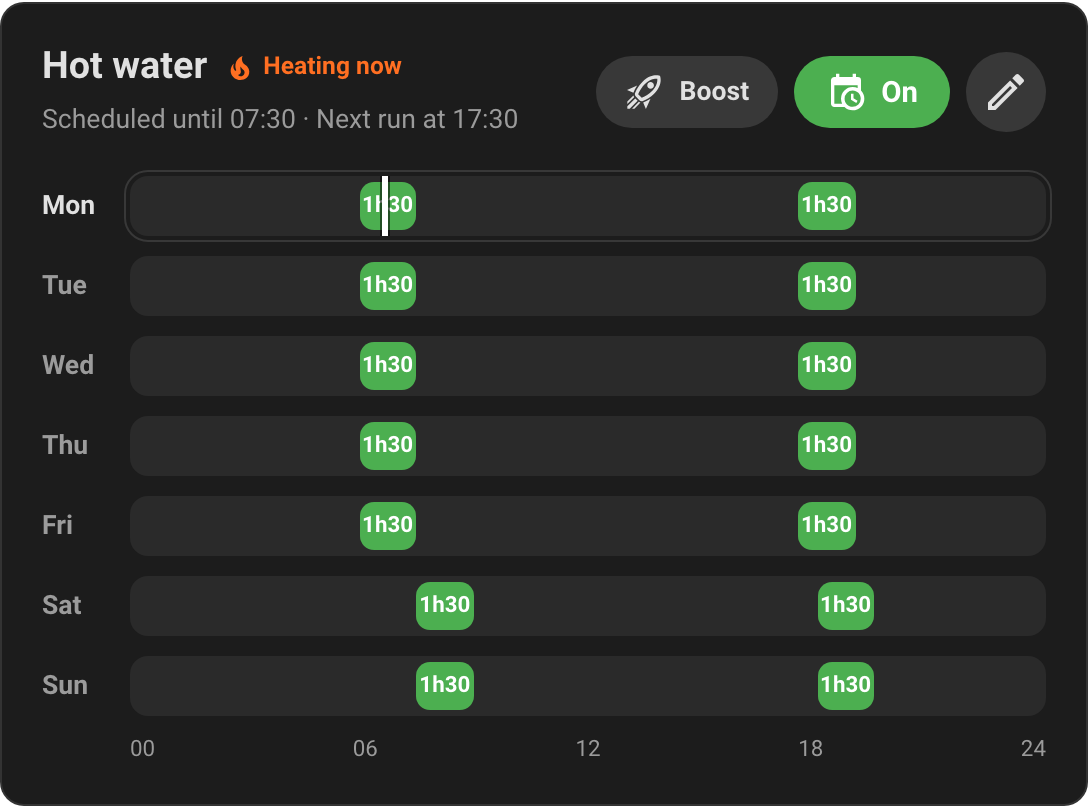 Hot water Heating now
Scheduled until 07:30 · Next run at 17:30
Boost
On
Mon 1h30 1h30
Tue 1h30 1h30
Wed 1h30 1h30
Thu 1h30 1h30
Fri 1h30 1h30
Sat 1h30 1h30
Sun 1h30 1h30
00 06 12 18 24